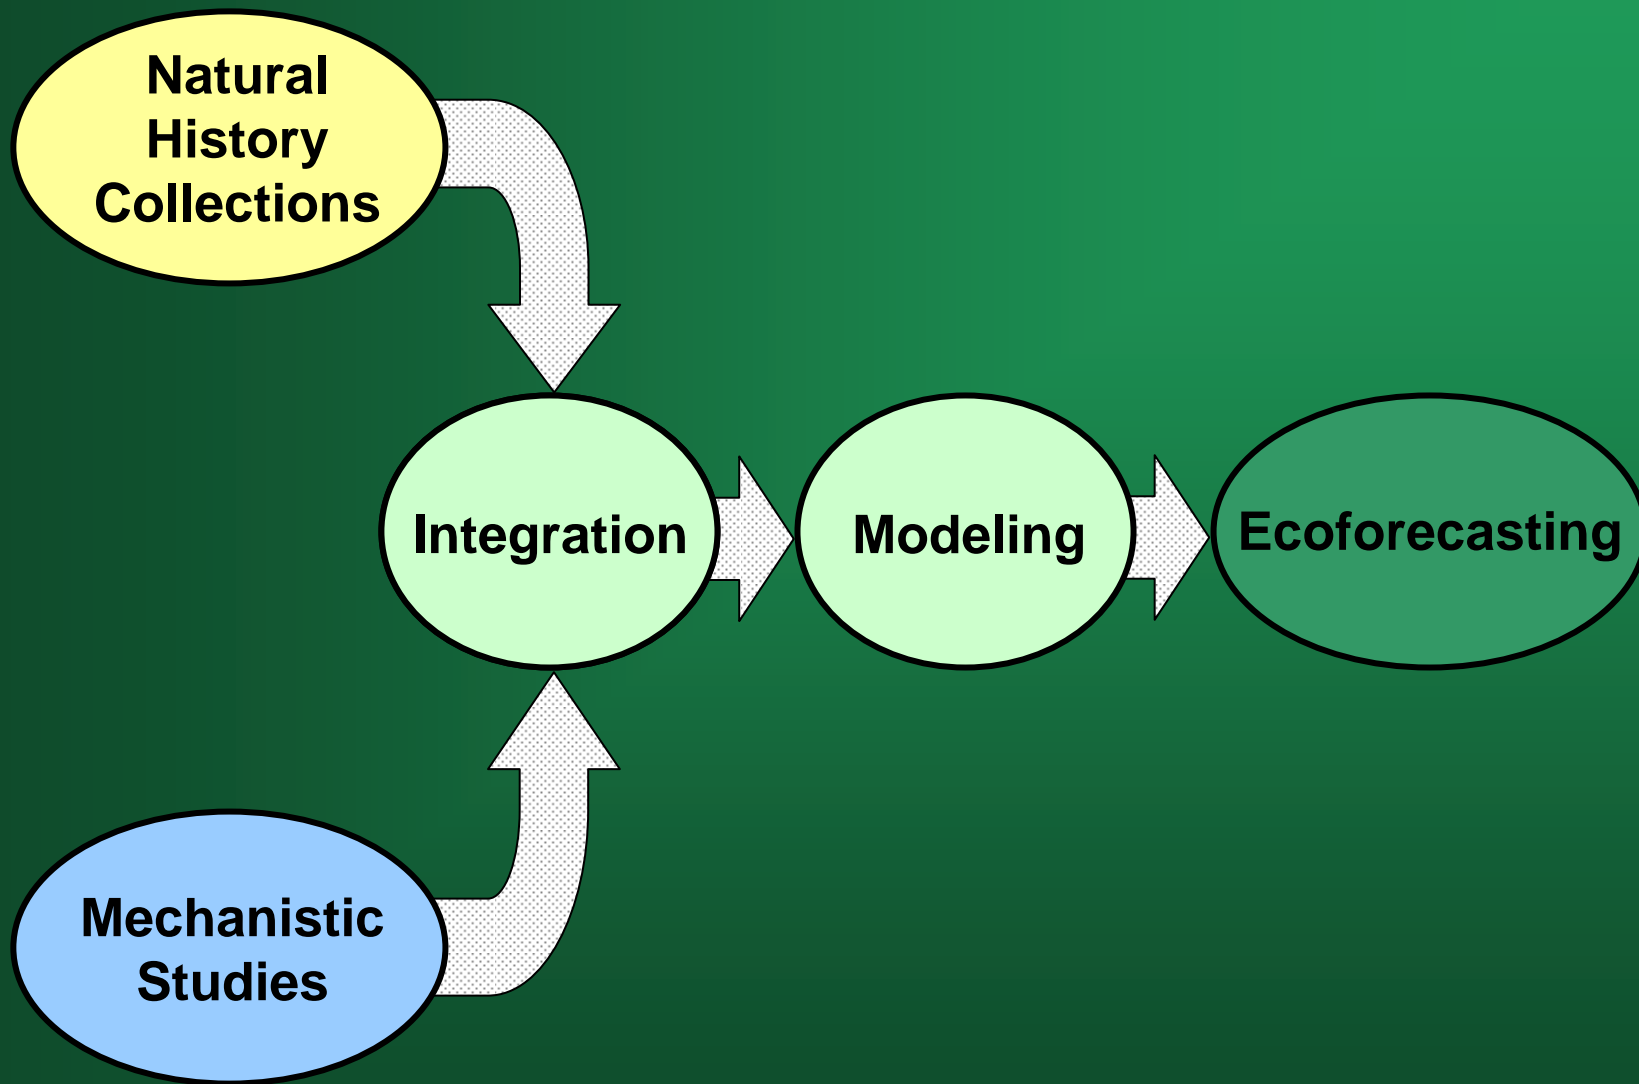 Natural
History
Collections
Integration
Modeling
Ecoforecasting
Mechanistic
Studies